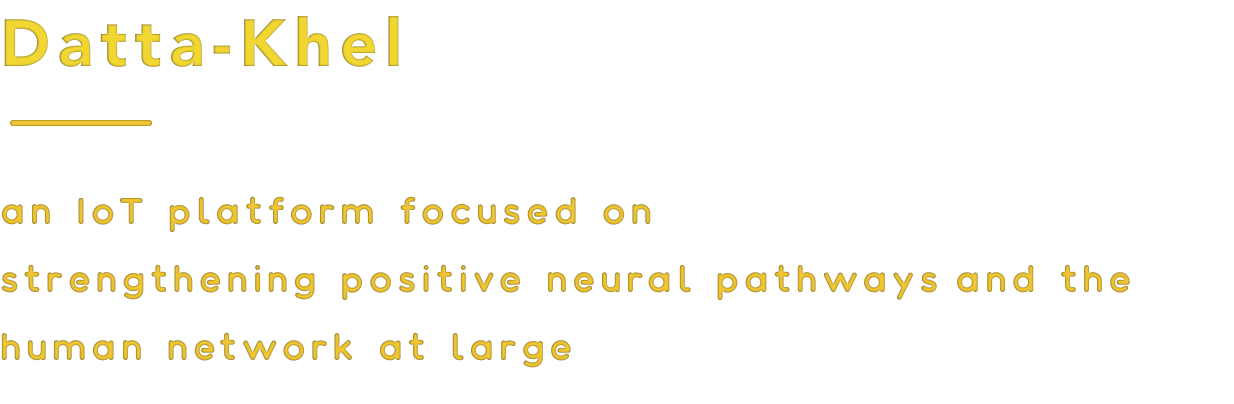 Datta-Khel
an IoT platform focused on
strengthening positive neural pathways and the
human network at large